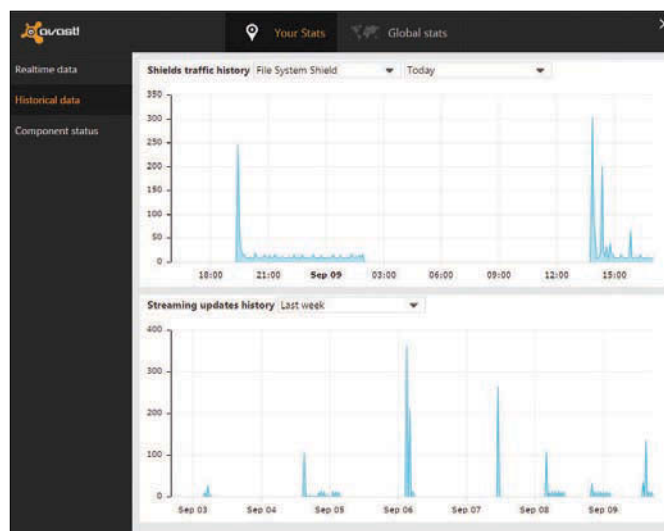 avast! Your Stats Global stats ×
Realtime data
Historical data
Component status
Shields traffic history File System Shield Today
350
300
250
200
150
100
50
0
18:00 21:00 Sep 09 03:00 06:00 09:00 12:00 15:00
Streaming updates history Last week
400
300
200
100
0
Sep 03 Sep 04 Sep 05 Sep 06 Sep 07 Sep 08 Sep 09